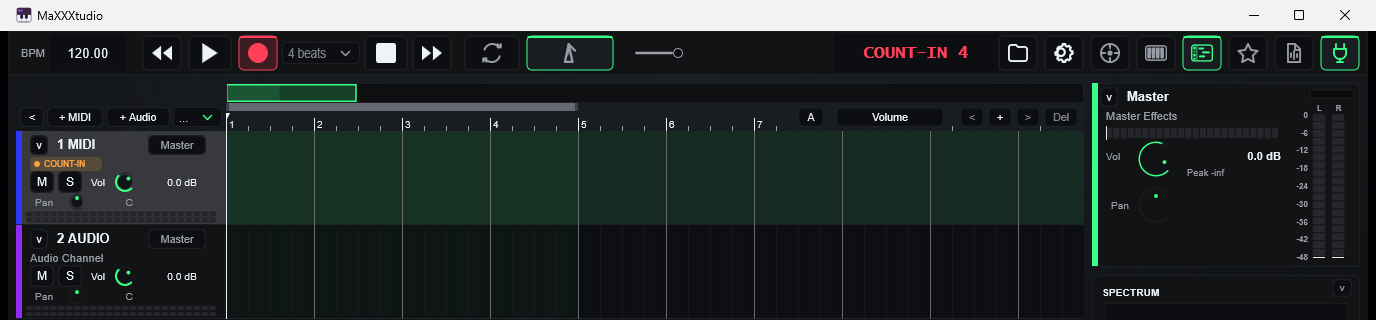 MaXXXtudio
BPM 120.00 4 beats COUNT-IN 4
< + MIDI + Audio ...
1 2 3 4 5 6 7
A Volume < + > Del
v 1 MIDI Master
COUNT-IN
M S Vol 0.0 dB
Pan C
v 2 AUDIO Master
Audio Channel
M S Vol 0.0 dB
Pan C
v Master
Master Effects
Vol 0.0 dB
Peak -inf
Pan
L R
0
-6
-12
-18
-24
-30
-36
-42
-48
SPECTRUM v